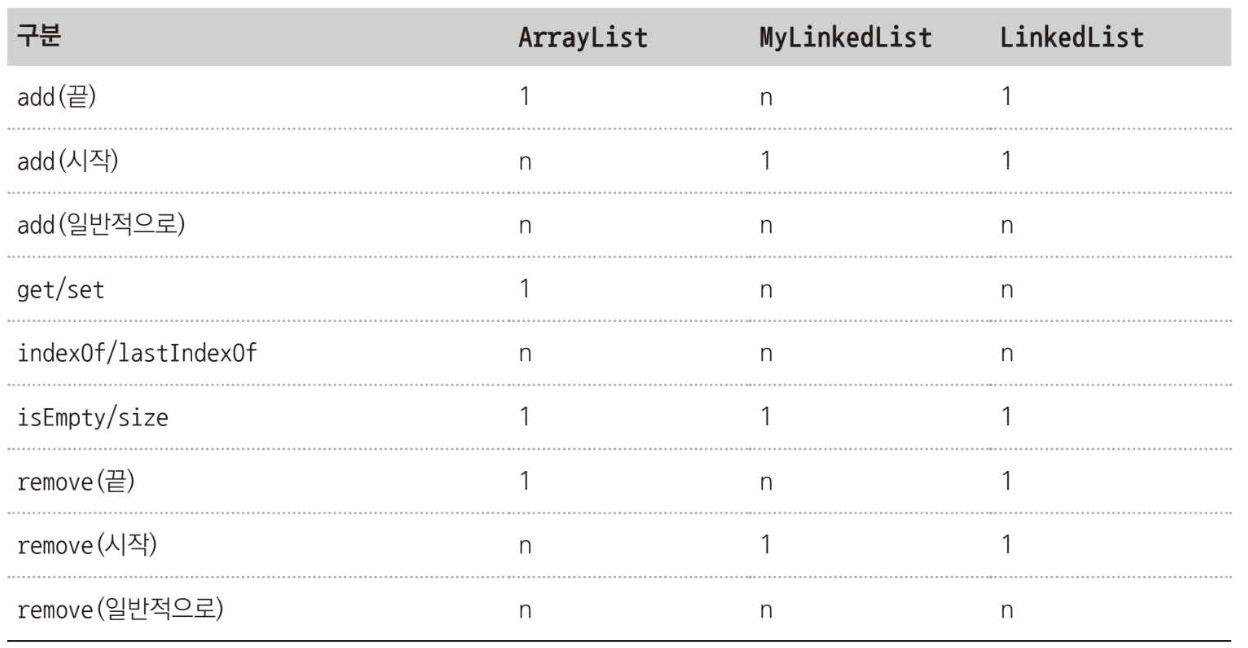 구분 ArrayList MyLinkedList LinkedList
add(끝) 1 n 1
add(시작) n 1 1
add(일반적으로) n n n
get/set 1 n n
indexOf/lastIndexOf n n n
isEmpty/size 1 1 1
remove(끝) 1 n 1
remove(시작) n 1 1
remove(일반적으로) n n n